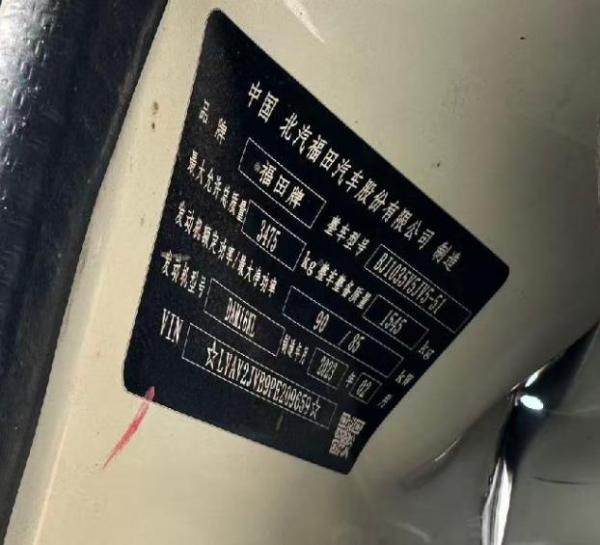 中国 北汽福田汽车股份有限公司 制造
品牌 福田牌 整车型号 BJ1035V5JV5-51
最大允许总质量 3475 kg 整车整备质量 1545 kg
发动机额定功率/最大净功率 90 / 85 kW
发动机型号 DAM16KL 制造年月 2023 年 02 月
VIN ☆LVAV2JVB9PE209659☆